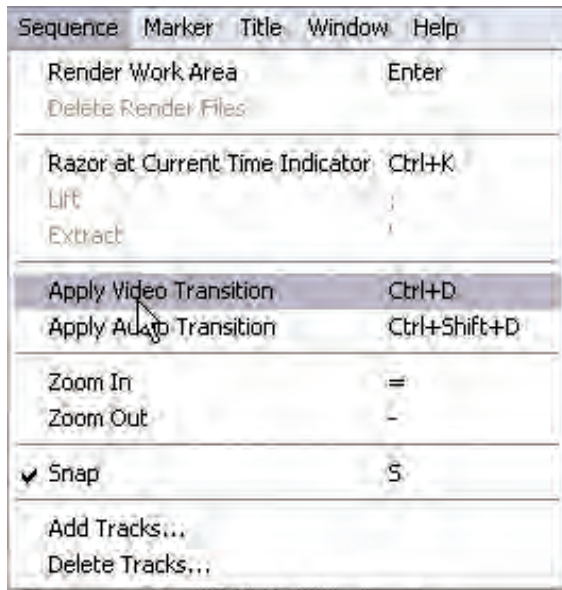 Sequence Marker Title Window Help
Render Work Area Enter
Delete Render Files
Razor at Current Time Indicator Ctrl+K
Lift ;
Extract '
Apply Video Transition Ctrl+D
Apply Audio Transition Ctrl+Shift+D
Zoom In =
Zoom Out -
Snap S
Add Tracks...
Delete Tracks...